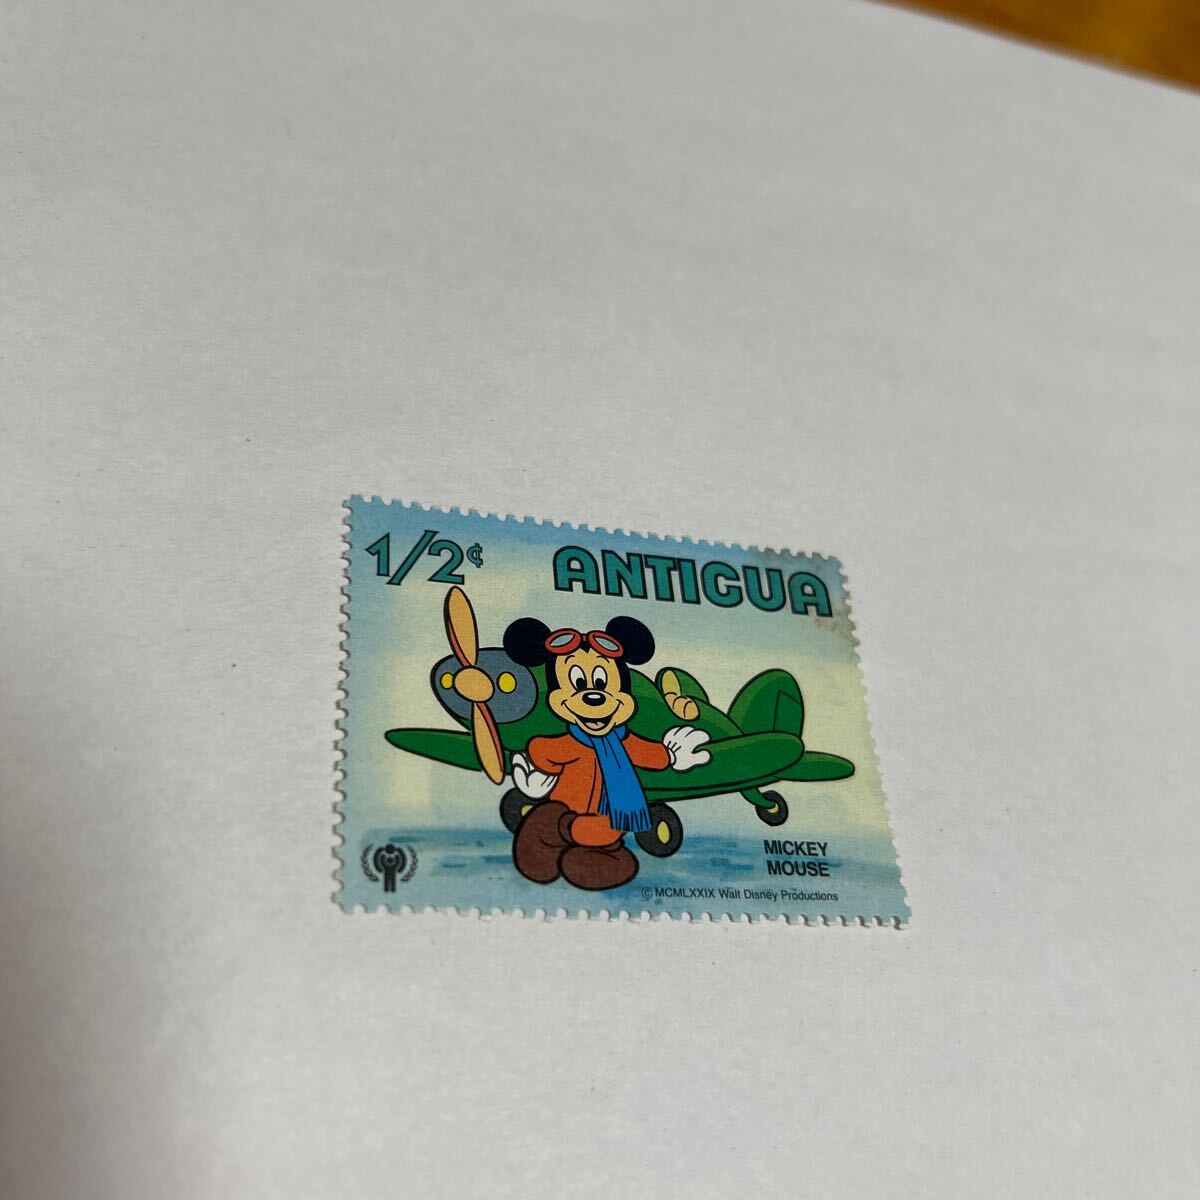 1/2¢
ANTIGUA
MICKEY
MOUSE
© MCMLXXIX Walt Disney Productions